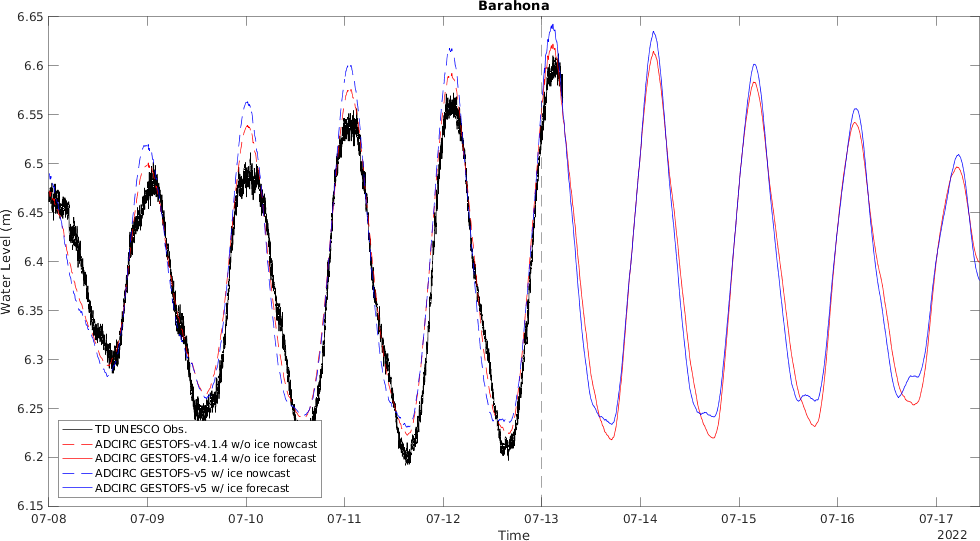 Barahona
6.65
6.6
6.55
6.5
6.45
6.4
6.35
6.3
6.25
6.2
6.15
Water Level (m)
TD UNESCO Obs.
ADCIRC GESTOFS-v4.1.4 w/o ice nowcast
ADCIRC GESTOFS-v4.1.4 w/o ice forecast
ADCIRC GESTOFS-v5 w/ ice nowcast
ADCIRC GESTOFS-v5 w/ ice forecast
07-08 07-09 07-10 07-11 07-12 07-13 07-14 07-15 07-16 07-17
Time
2022